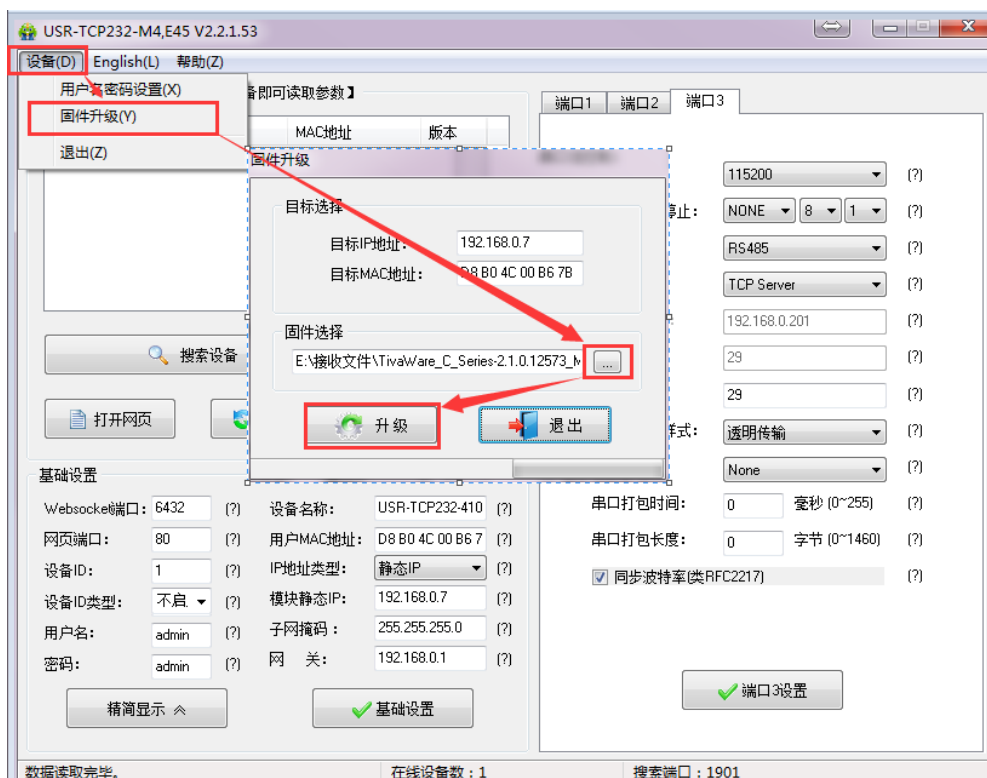 USR-TCP232-M4,E45 V2.2.1.53
设备(D) English(L) 帮助(Z)
用户名密码设置(X)
固件升级(Y)
退出(Z)
备即可读取参数】
MAC地址 版本
搜索设备
打开网页
固件升级
目标选择
目标IP地址: 192.168.0.7
目标MAC地址: D8 B0 4C 00 B6 7B
固件选择
E:\接收文件\TivaWare_C_Series-2.1.0.12573_M ...
升级 退出
端口1 端口2 端口3
115200 (?)
停止: NONE 8 1 (?)
RS485 (?)
TCP Server (?)
192.168.0.201 (?)
29 (?)
29 (?)
样式: 透明传输 (?)
None (?)
串口打包时间: 0 毫秒 (0~255) (?)
串口打包长度: 0 字节 (0~1460) (?)
同步波特率(类RFC2217) (?)
端口3设置
基础设置
Websocket端口: 6432 (?) 设备名称: USR-TCP232-410 (?)
网页端口: 80 (?) 用户MAC地址: D8 B0 4C 00 B6 7 (?)
设备ID: 1 (?) IP地址类型: 静态IP (?)
设备ID类型: 不启 (?) 模块静态IP: 192.168.0.7 (?)
用户名: admin (?) 子网掩码: 255.255.255.0 (?)
密码: admin (?) 网 关: 192.168.0.1 (?)
精简显示 基础设置
数据读取完毕。 在线设备数:1 搜索端口:1901